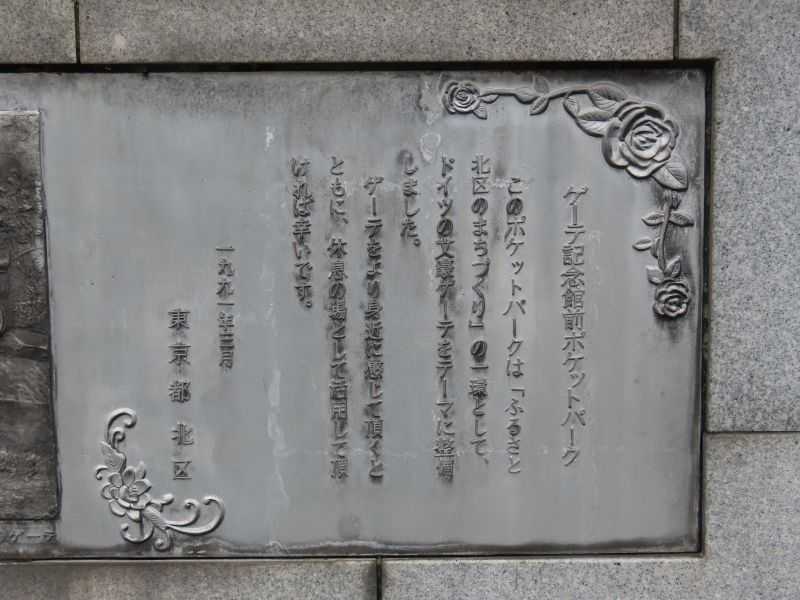 ゲーテ記念館前ポケットパーク
このポケットパークは「ふるさと
北区のまちづくり」の一環として、
ドイツの文豪ゲーテをテーマに整備
しました。
ゲーテをより身近に感じて頂くと
ともに、休息の場として活用して頂
ければ幸いです。
一九九一年三月
東京都北区
ゲーテ